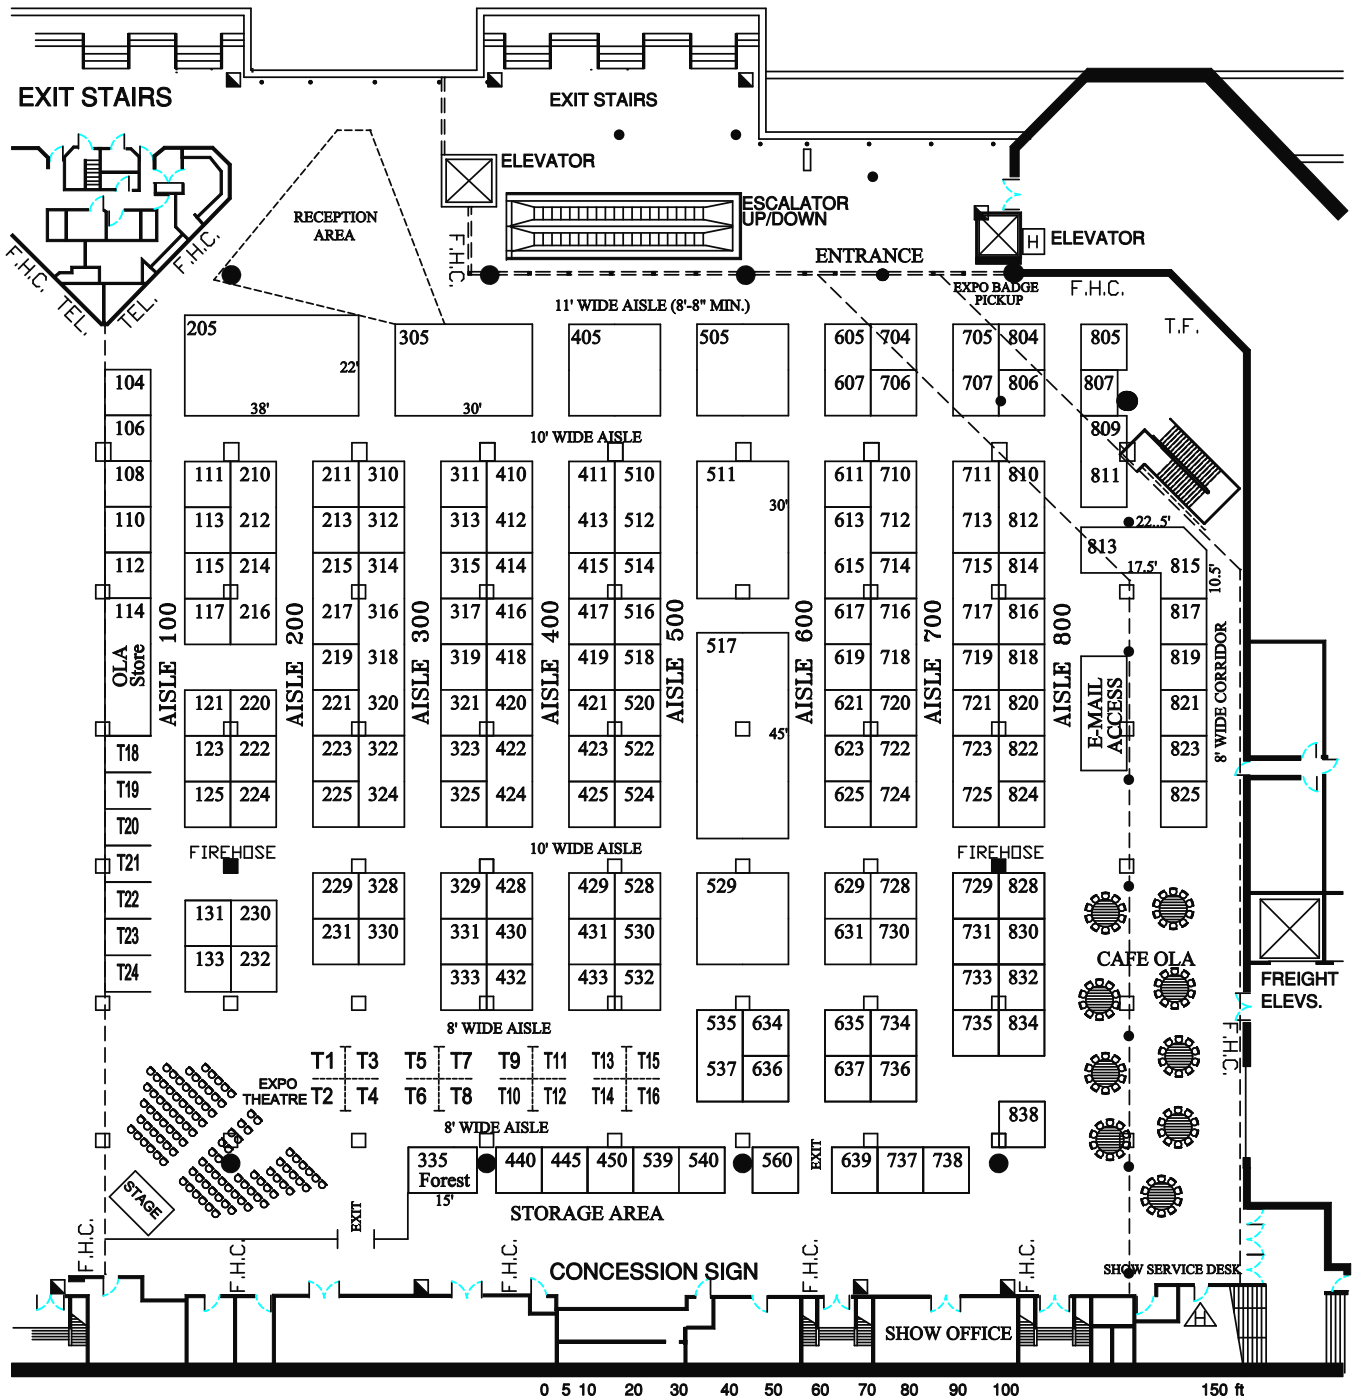 EXIT STAIRS
EXIT STAIRS
ELEVATOR
ESCALATOR
UP/DOWN
RECEPTION
AREA
ENTRANCE
H
ELEVATOR
F.H.C.
F.H.C.
TEL.
TEL.
F.H.C.
EXPO BADGE
PICKUP
F.H.C.
T.F.
11' WIDE AISLE (8'-8" MIN.)
205
22'
38'
305
30'
405
505
605 704
607 706
705 804
707 806
805
807
809
811
10' WIDE AISLE
104
106
108
110
112
114
OLA
Store
T18
T19
T20
T21
T22
T23
T24
AISLE 100
111 210
113 212
115 214
117 216
121 220
123 222
125 224
FIREHOSE
131 230
133 232
AISLE 200
211 310
213 312
215 314
217 316
219 318
221 320
223 322
225 324
229 328
231 330
AISLE 300
311 410
313 412
315 414
317 416
319 418
321 420
323 422
325 424
329 428
331 430
333 432
AISLE 400
411 510
413 512
415 514
417 516
419 518
421 520
423 522
425 524
429 528
431 530
433 532
AISLE 500
511
30'
517
45'
529
535 634
537 636
AISLE 600
611 710
613 712
615 714
617 716
619 718
621 720
623 722
625 724
629 728
631 730
635 734
637 736
AISLE 700
711 810
713 812
715 814
717 816
719 818
721 820
723 822
725 824
FIREHOSE
729 828
731 830
733 832
735 834
838
AISLE 800
22..5'
813
17.5'
815
10.5'
817
819
821
823
825
E-MAIL
ACCESS
8' WIDE CORRIDOR
10' WIDE AISLE
CAFE OLA
FREIGHT
ELEVS.
F.H.C.
8' WIDE AISLE
EXPO
THEATRE
T1 T3
T2 T4
T5 T7
T6 T8
T9 T11
T10 T12
T13 T15
T14 T16
8' WIDE AISLE
STAGE
335
Forest
15'
440 445 450 539 540
560
EXIT
639 737 738
EXIT
STORAGE AREA
F.H.C.
F.H.C.
F.H.C.
F.H.C.
F.H.C.
CONCESSION SIGN
SHOW SERVICE DESK
SHOW OFFICE
H
0 5 10 20 30 40 50 60 70 80 90 100 150 ft